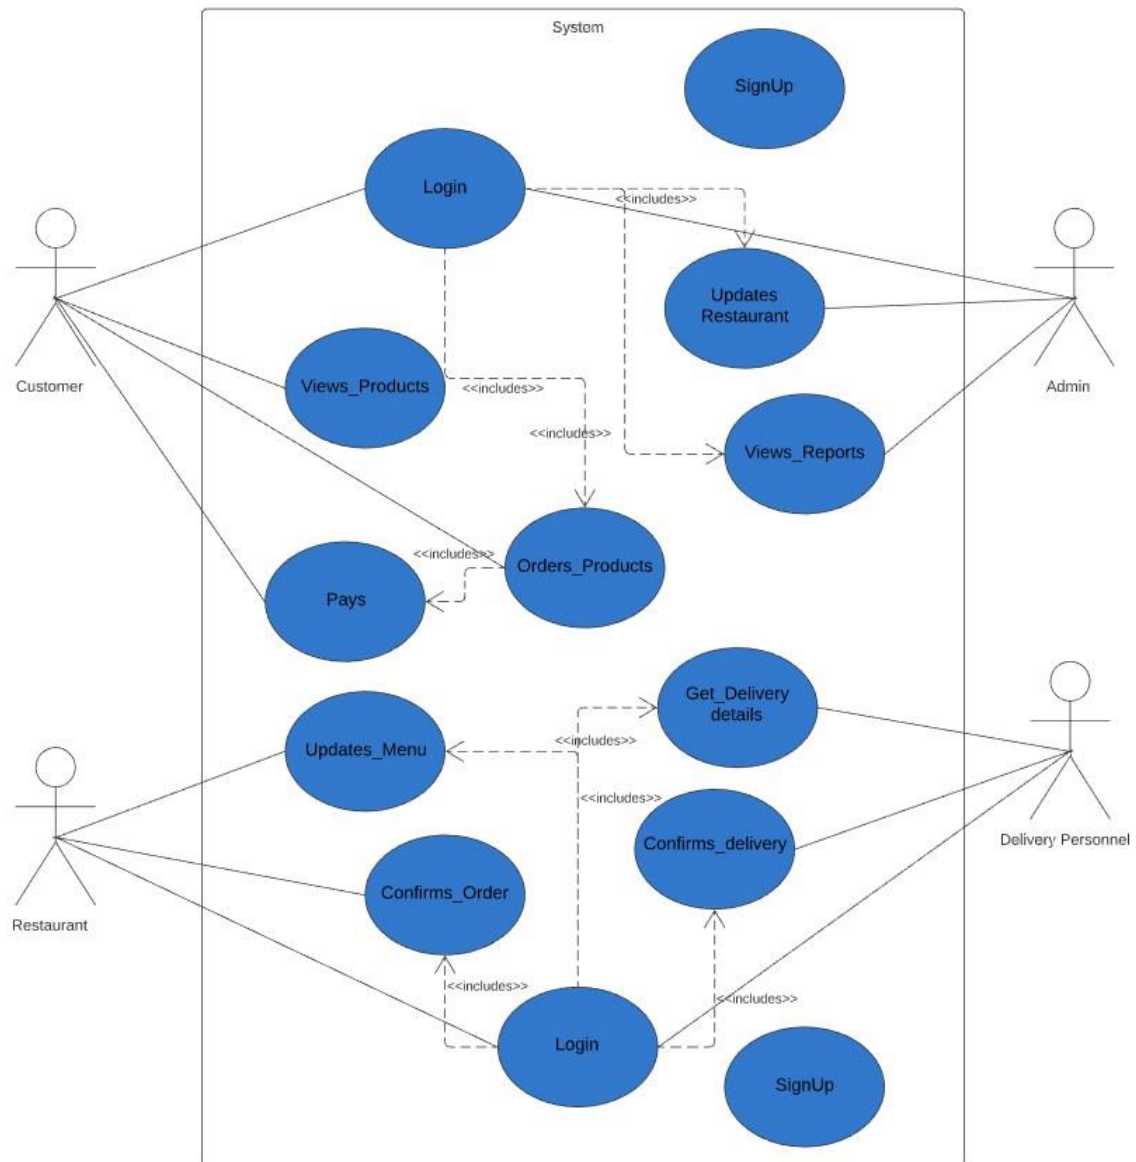 System
SignUp
Login
<<includes>>
Updates
Restaurant
Customer
Admin
Views_Products
<<includes>>
<<includes>>
Views_Reports
<<includes>>
Orders_Products
Pays
Get_Delivery
details
Updates_Menu
<<includes>>
<<includes>>
Confirms_delivery
Delivery Personnel
Confirms_Order
Restaurant
<<includes>>
<<includes>>
Login
SignUp